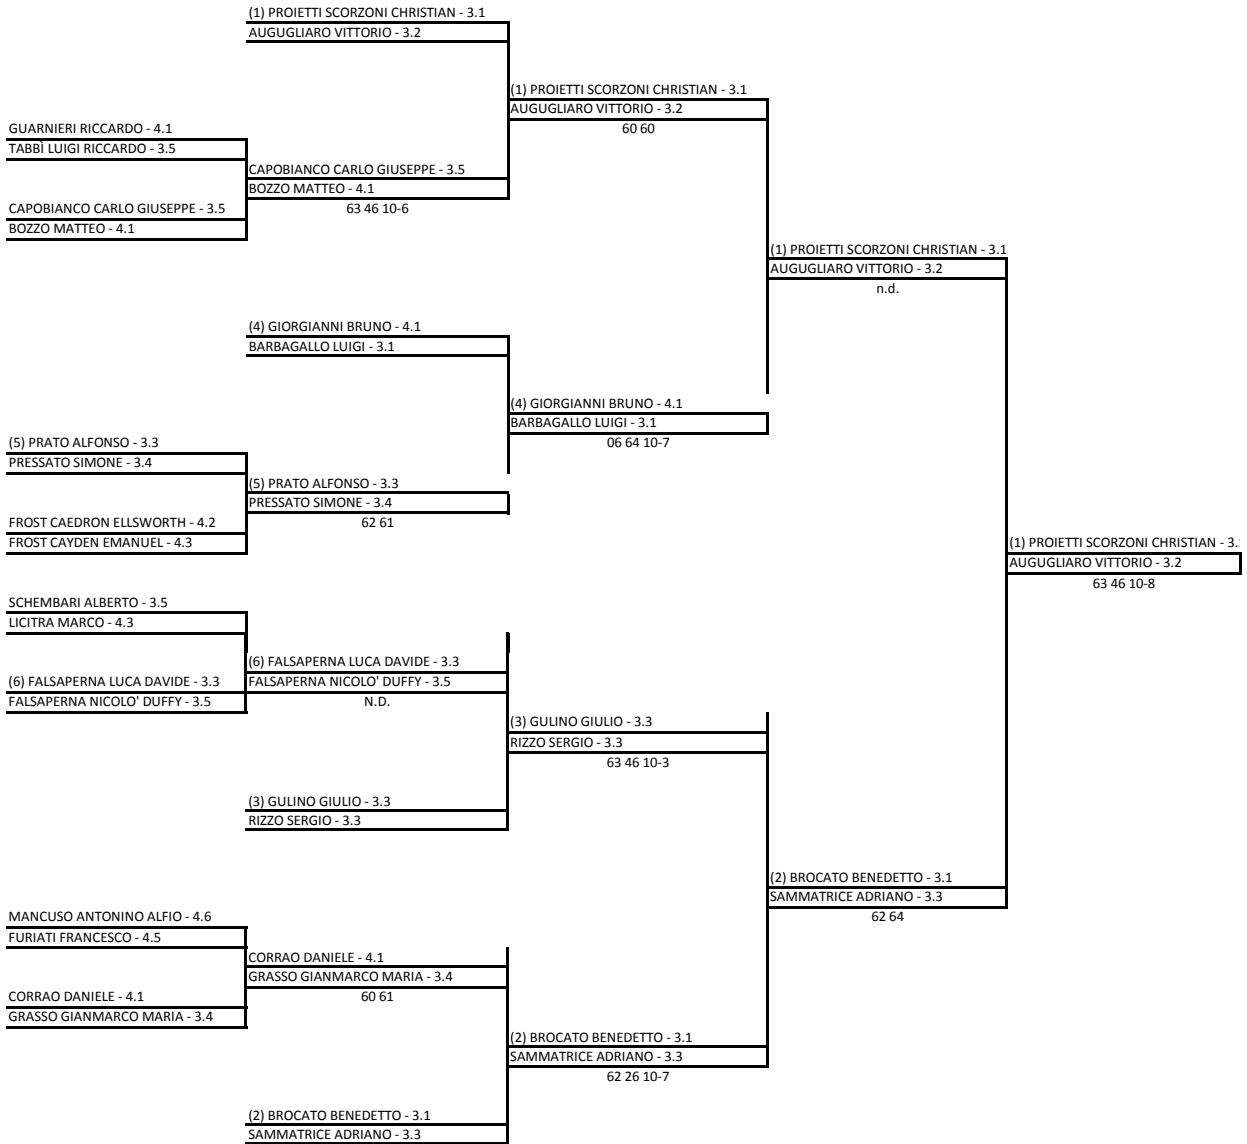 (1) PROIETTI SCORZONI CHRISTIAN - 3.1
AUGUGLIARO VITTORIO - 3.2
(1) PROIETTI SCORZONI CHRISTIAN - 3.1
AUGUGLIARO VITTORIO - 3.2
60 60
GUARNIERI RICCARDO - 4.1
TABBÌ LUIGI RICCARDO - 3.5
CAPOBIANCO CARLO GIUSEPPE - 3.5
BOZZO MATTEO - 4.1
63 46 10-6
CAPOBIANCO CARLO GIUSEPPE - 3.5
BOZZO MATTEO - 4.1
(1) PROIETTI SCORZONI CHRISTIAN - 3.1
AUGUGLIARO VITTORIO - 3.2
n.d.
(4) GIORGIANNI BRUNO - 4.1
BARBAGALLO LUIGI - 3.1
(4) GIORGIANNI BRUNO - 4.1
BARBAGALLO LUIGI - 3.1
06 64 10-7
(5) PRATO ALFONSO - 3.3
PRESSATO SIMONE - 3.4
(5) PRATO ALFONSO - 3.3
PRESSATO SIMONE - 3.4
62 61
FROST CAEDRON ELLSWORTH - 4.2
FROST CAYDEN EMANUEL - 4.3
(1) PROIETTI SCORZONI CHRISTIAN - 3.
AUGUGLIARO VITTORIO - 3.2
63 46 10-8
SCHEMBARI ALBERTO - 3.5
LICITRA MARCO - 4.3
(6) FALSAPERNA LUCA DAVIDE - 3.3
FALSAPERNA NICOLO' DUFFY - 3.5
N.D.
(6) FALSAPERNA LUCA DAVIDE - 3.3
FALSAPERNA NICOLO' DUFFY - 3.5
(3) GULINO GIULIO - 3.3
RIZZO SERGIO - 3.3
63 46 10-3
(3) GULINO GIULIO - 3.3
RIZZO SERGIO - 3.3
(2) BROCATO BENEDETTO - 3.1
SAMMATRICE ADRIANO - 3.3
62 64
MANCUSO ANTONINO ALFIO - 4.6
FURIATI FRANCESCO - 4.5
CORRAO DANIELE - 4.1
GRASSO GIANMARCO MARIA - 3.4
60 61
CORRAO DANIELE - 4.1
GRASSO GIANMARCO MARIA - 3.4
(2) BROCATO BENEDETTO - 3.1
SAMMATRICE ADRIANO - 3.3
62 26 10-7
(2) BROCATO BENEDETTO - 3.1
SAMMATRICE ADRIANO - 3.3